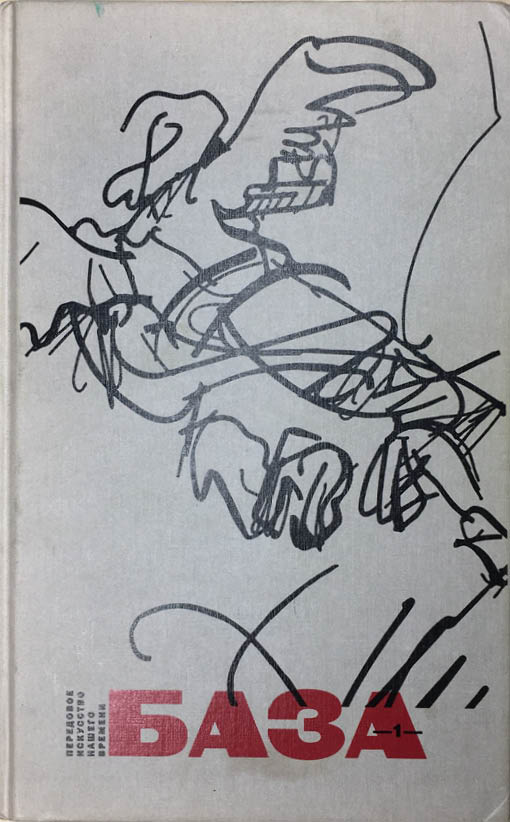 ПЕРЕДОВОЕ
ИСКУССТВО
НАШЕГО
ВРЕМЕНИ
БАЗА
—1—